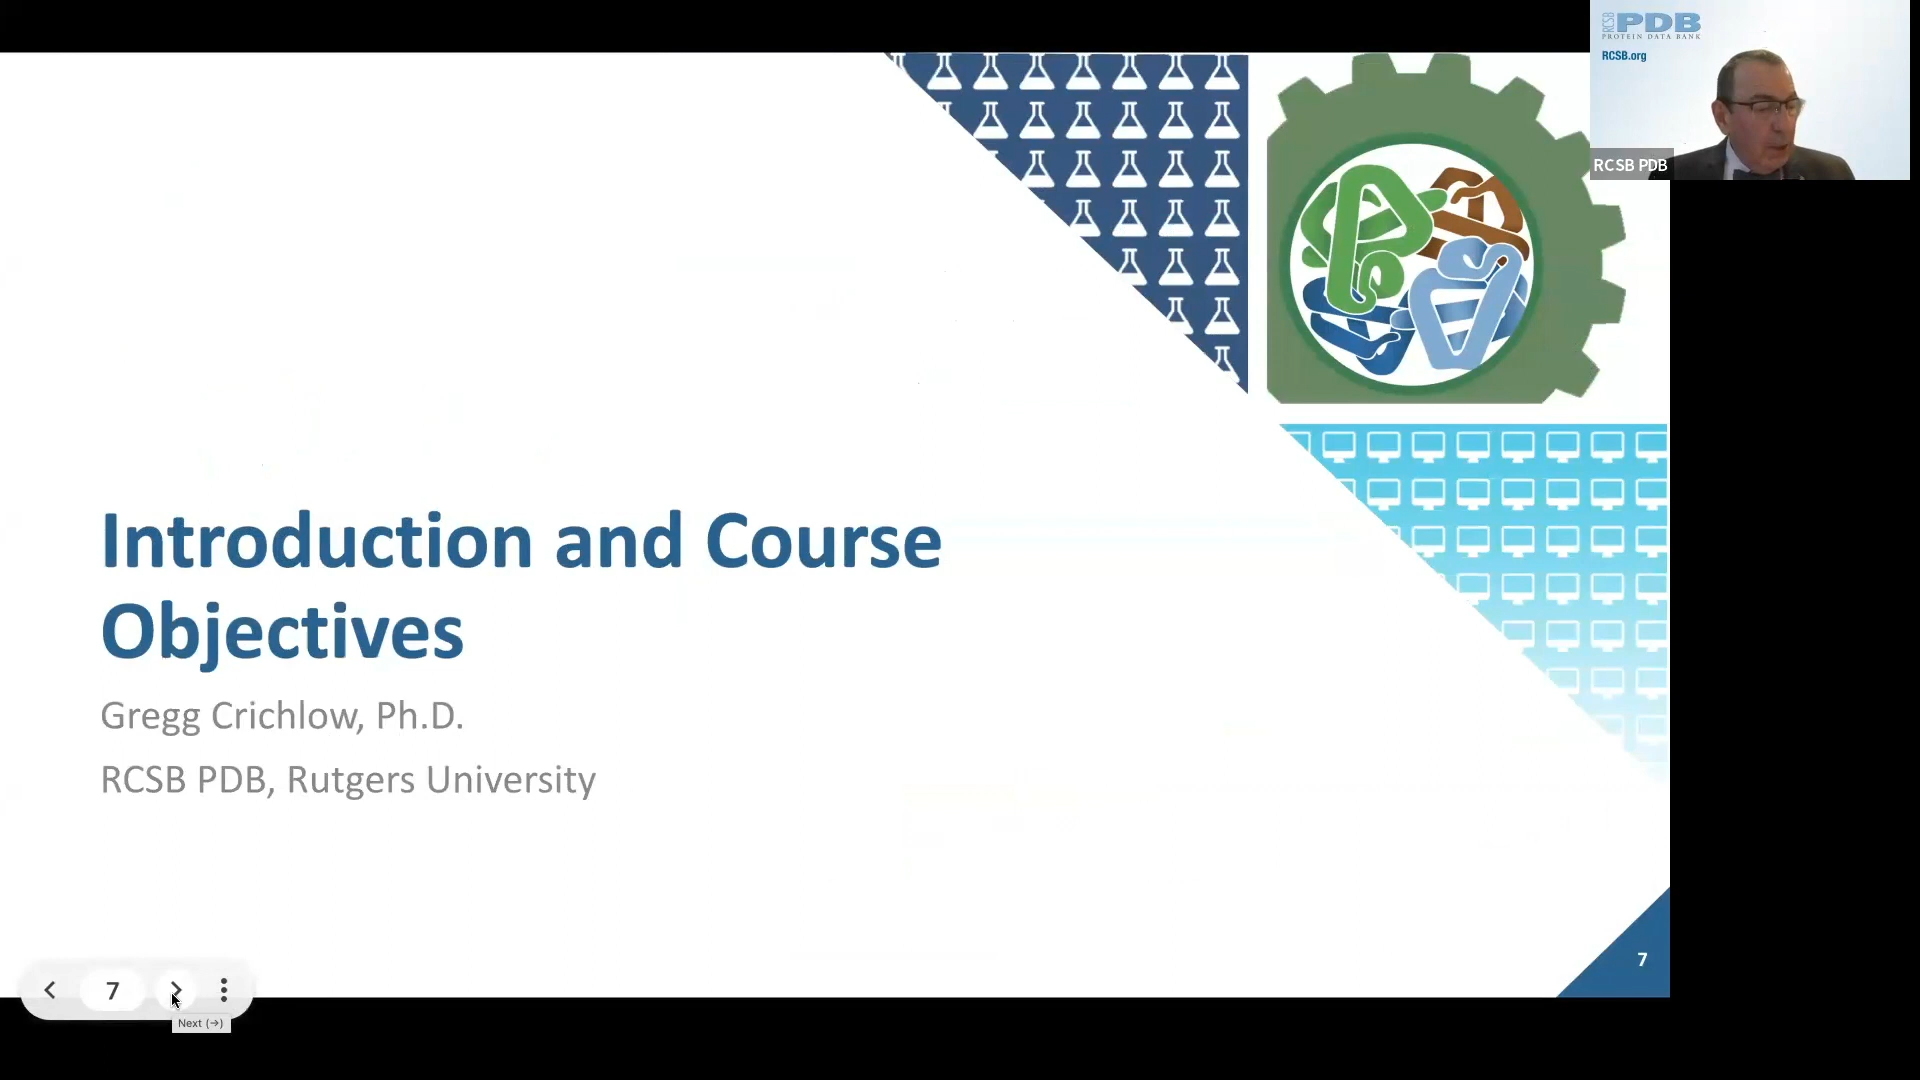 RCSB PDB
PROTEIN DATA BANK
RCSB.org
RCSB PDB
Introduction and Course
Objectives
Gregg Crichlow, Ph.D.
RCSB PDB, Rutgers University
7
7
Next (→)